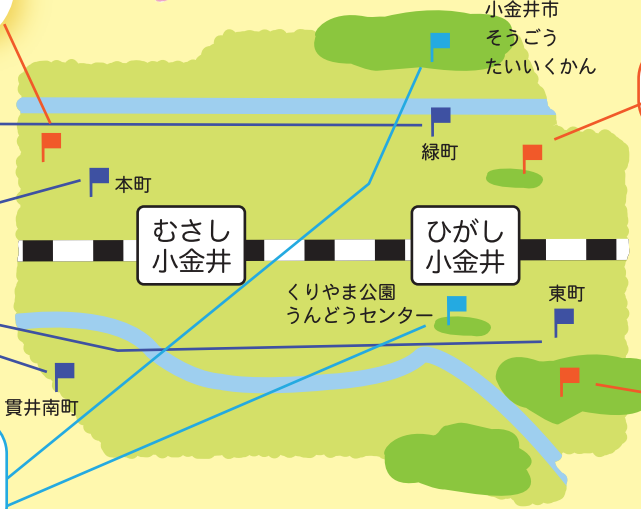 小金井市
そうごう
たいいくかん
緑町
本町
むさし
小金井
ひがし
小金井
くりやま公園
うんどうセンター
東町
貫井南町